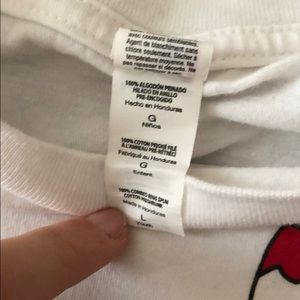 avec couleurs semblables.
Agent de blanchiment sans
chlore si besoin. Sécher à
température moyenne. Ne
pas repasser si décoré.
100% ALGODÓN PEINADO
HILADO EN ANILLO
PRE-ENCOGIDO
Hecho en Honduras
G
Niños
100% COTON PEIGNÉ FILÉ
À L'ANNEAU PRÉ-RÉTRÉCI
Fabriqué au Honduras
G
Enfant
100% COMBED RING SPUN
COTTON PRESHRUNK
Made in Honduras
L
Youth